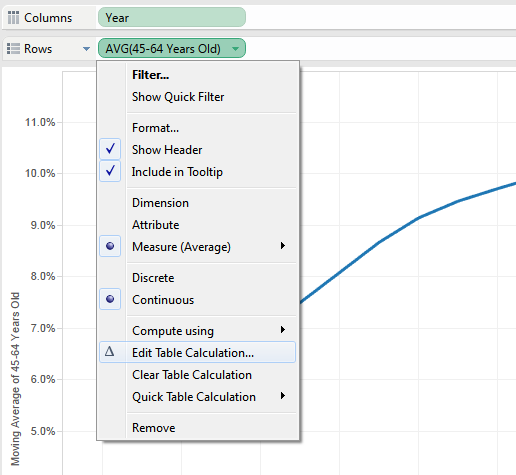 Columns
Year
Rows
AVG(45-64 Years Old)
Filter...
Show Quick Filter
Format...
Show Header
Include in Tooltip
Dimension
Attribute
Measure (Average)
Discrete
Continuous
Compute using
Edit Table Calculation...
Clear Table Calculation
Quick Table Calculation
Remove
11.0%
10.0%
9.0%
8.0%
7.0%
6.0%
5.0%
Moving Average of 45-64 Years Old